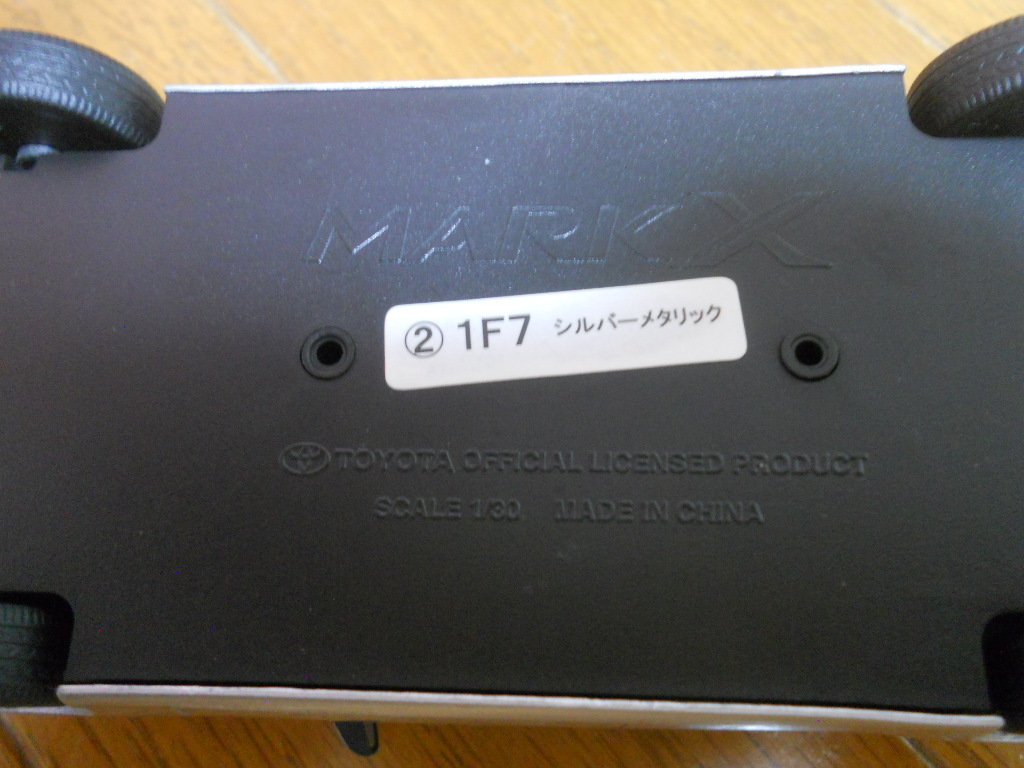 MARK X
② 1F7 シルバーメタリック
TOYOTA OFFICIAL LICENSED PRODUCT
SCALE 1/30 MADE IN CHINA